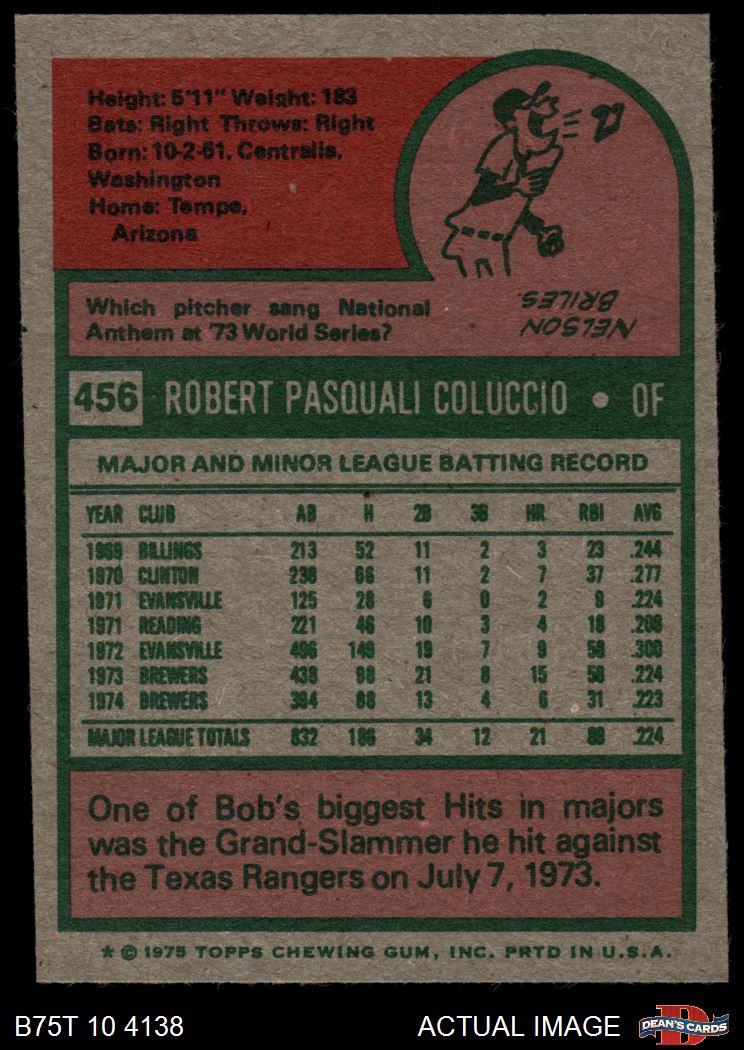 Height: 5'11" Weight: 183
Bats: Right Throws: Right
Born: 10-2-51, Centralia,
Washington
Home: Tempe,
Arizona
Which pitcher sang National
Anthem at '73 World Series?
NELSON
BRILES.
456 ROBERT PASQUALI COLUCCIO • OF
MAJOR AND MINOR LEAGUE BATTING RECORD
YEAR CLUB AB H 2B 3B HR RBI AVG
1969 BILLINGS 213 52 11 2 3 23 .244
1970 CLINTON 238 66 11 2 7 37 .277
1971 EVANSVILLE 125 28 6 0 2 9 .224
1971 READING 221 46 10 3 4 18 .208
1972 EVANSVILLE 496 149 19 7 9 58 .300
1973 BREWERS 438 98 21 8 15 58 .224
1974 BREWERS 394 88 13 4 6 31 .223
MAJOR LEAGUE TOTALS 832 186 34 12 21 89 .224
One of Bob's biggest Hits in majors
was the Grand-Slammer he hit against
the Texas Rangers on July 7, 1973.
* © 1975 TOPPS CHEWING GUM, INC. PRTD IN U.S.A.
B75T 10 4138 ACTUAL IMAGE DEAN'S CARDS